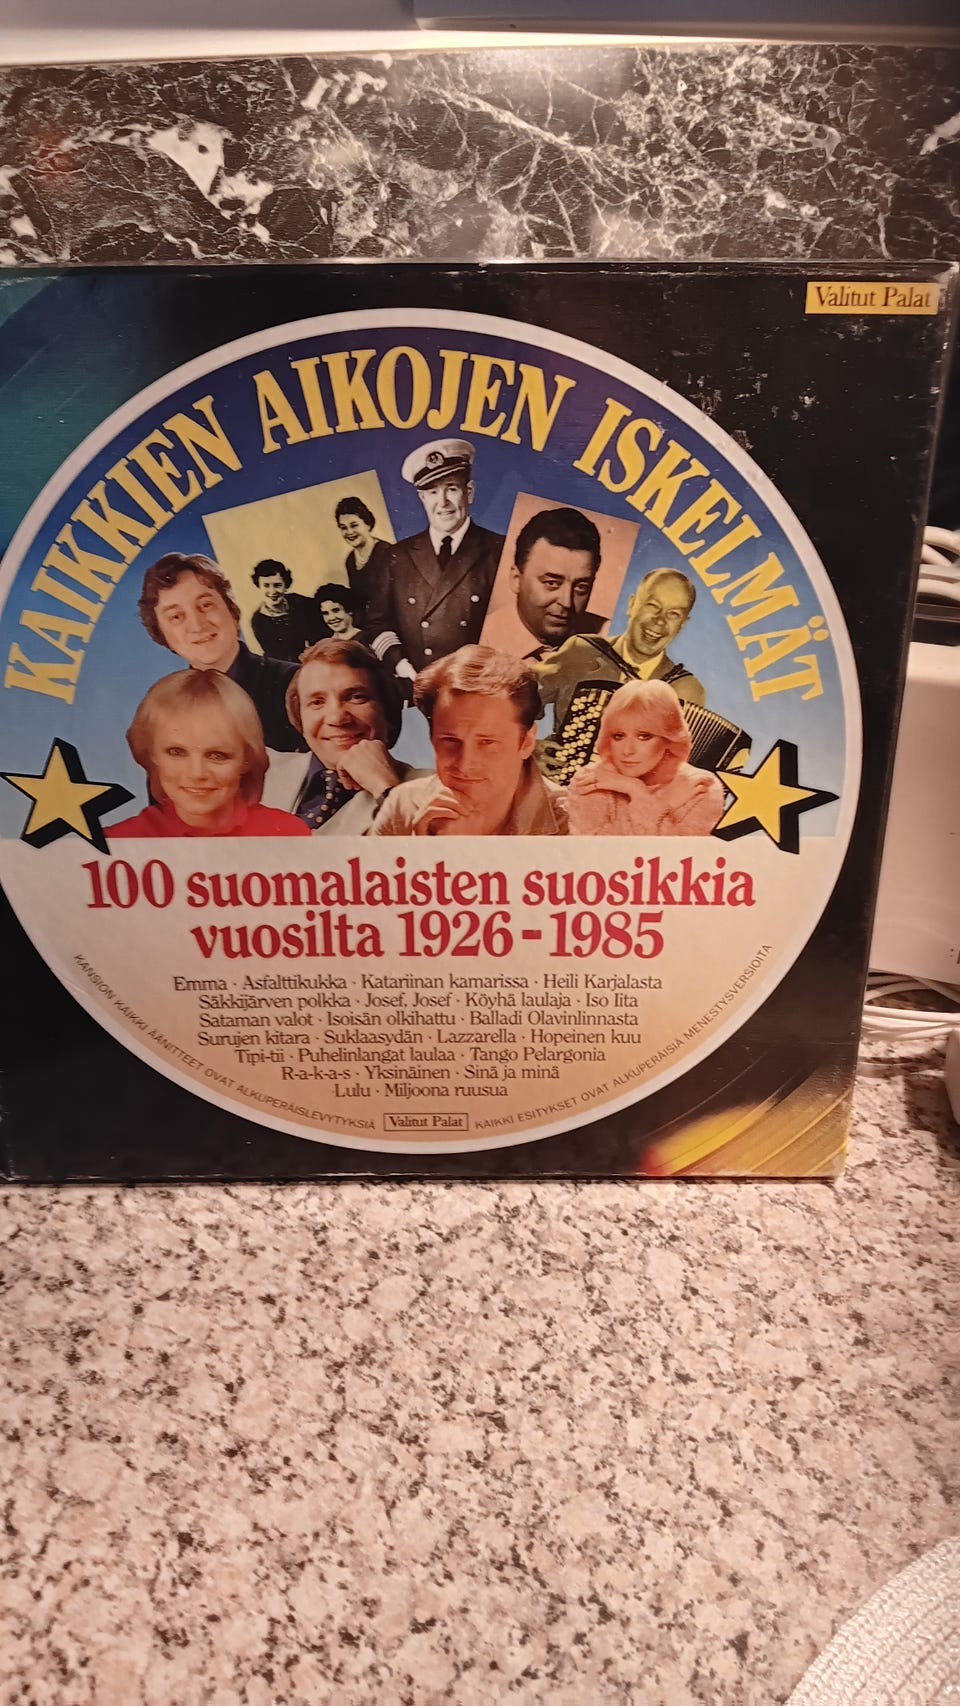 Valitut Palat
KAIKKIEN AIKOJEN ISKELMÄT
100 suomalaisten suosikkia
vuosilta 1926-1985
Emma · Asfalttikukka · Katariinan kamarissa · Heili Karjalasta
Säkkijärven polkka · Josef, Josef · Köyhä laulaja · Iso Iita
Sataman valot · Isoisän olkihattu · Balladi Olavinlinnasta
Surujen kitara · Suklaasydän · Lazzarella · Hopeinen kuu
Tipi-tii · Puhelinlangat laulaa · Tango Pelargonia
R-a-k-a-s · Yksinäinen · Sinä ja minä
Lulu · Miljoona ruusua
KANSION KAIKKI ÄÄNITTEET OVAT ALKUPERÄISLEVYTYKSIÄ
Valitut Palat
KAIKKI ESITYKSET OVAT ALKUPERÄISIÄ MENESTYSVERSIOITA